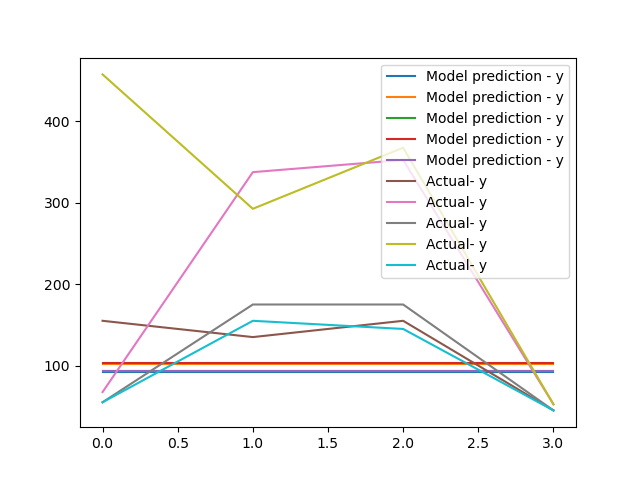 Model prediction - y
Model prediction - y
Model prediction - y
Model prediction - y
Model prediction - y
Actual- y
Actual- y
Actual- y
Actual- y
Actual- y
400
300
200
100
0.0 0.5 1.0 1.5 2.0 2.5 3.0